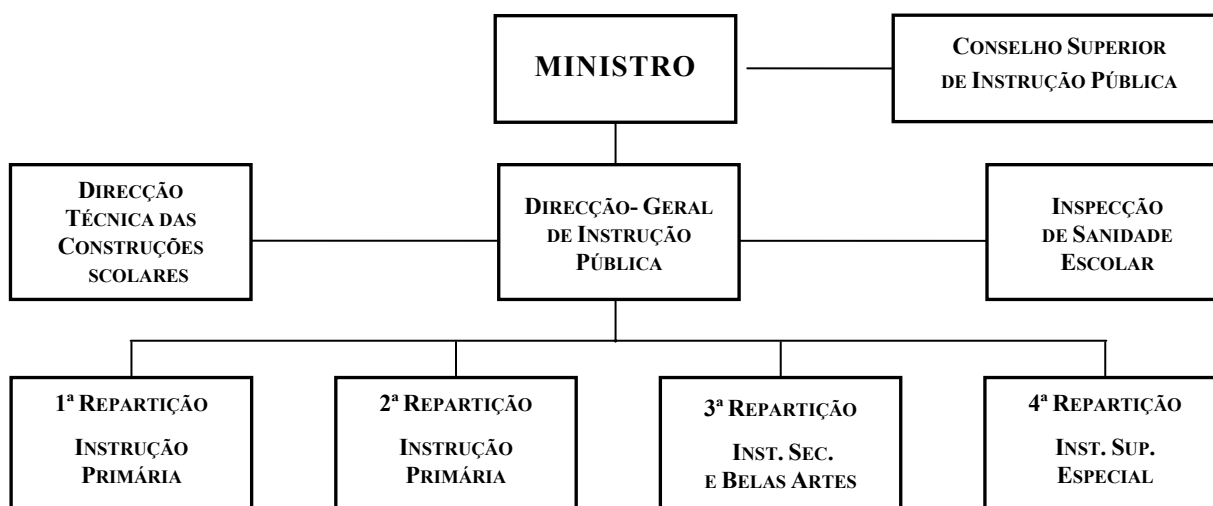 MINISTRO
CONSELHO SUPERIOR
DE INSTRUÇÃO PÚBLICA
DIRECÇÃO
TÉCNICA DAS
CONSTRUÇÕES
SCOLARES
DIRECÇÃO- GERAL
DE INSTRUÇÃO
PÚBLICA
INSPECÇÃO
DE SANIDADE
ESCOLAR
1ª REPARTIÇÃO
INSTRUÇÃO
PRIMÁRIA
2ª REPARTIÇÃO
INSTRUÇÃO
PRIMÁRIA
3ª REPARTIÇÃO
INST. SEC.
E BELAS ARTES
4ª REPARTIÇÃO
INST. SUP.
ESPECIAL